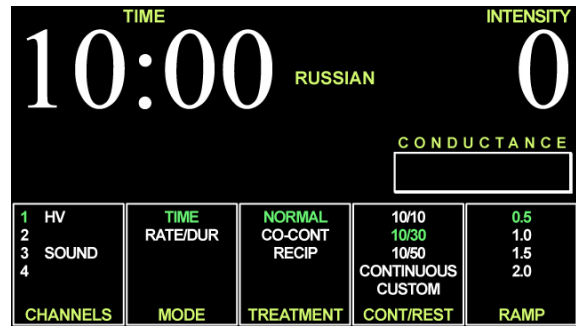 TIME
INTENSITY
10:00
RUSSIAN
0
CONDUCTANCE
1 HV
2
3 SOUND
4
CHANNELS
TIME
RATE/DUR
MODE
NORMAL
CO-CONT
RECIP
TREATMENT
10/10
10/30
10/50
CONTINUOUS
CUSTOM
CONT/REST
0.5
1.0
1.5
2.0
RAMP